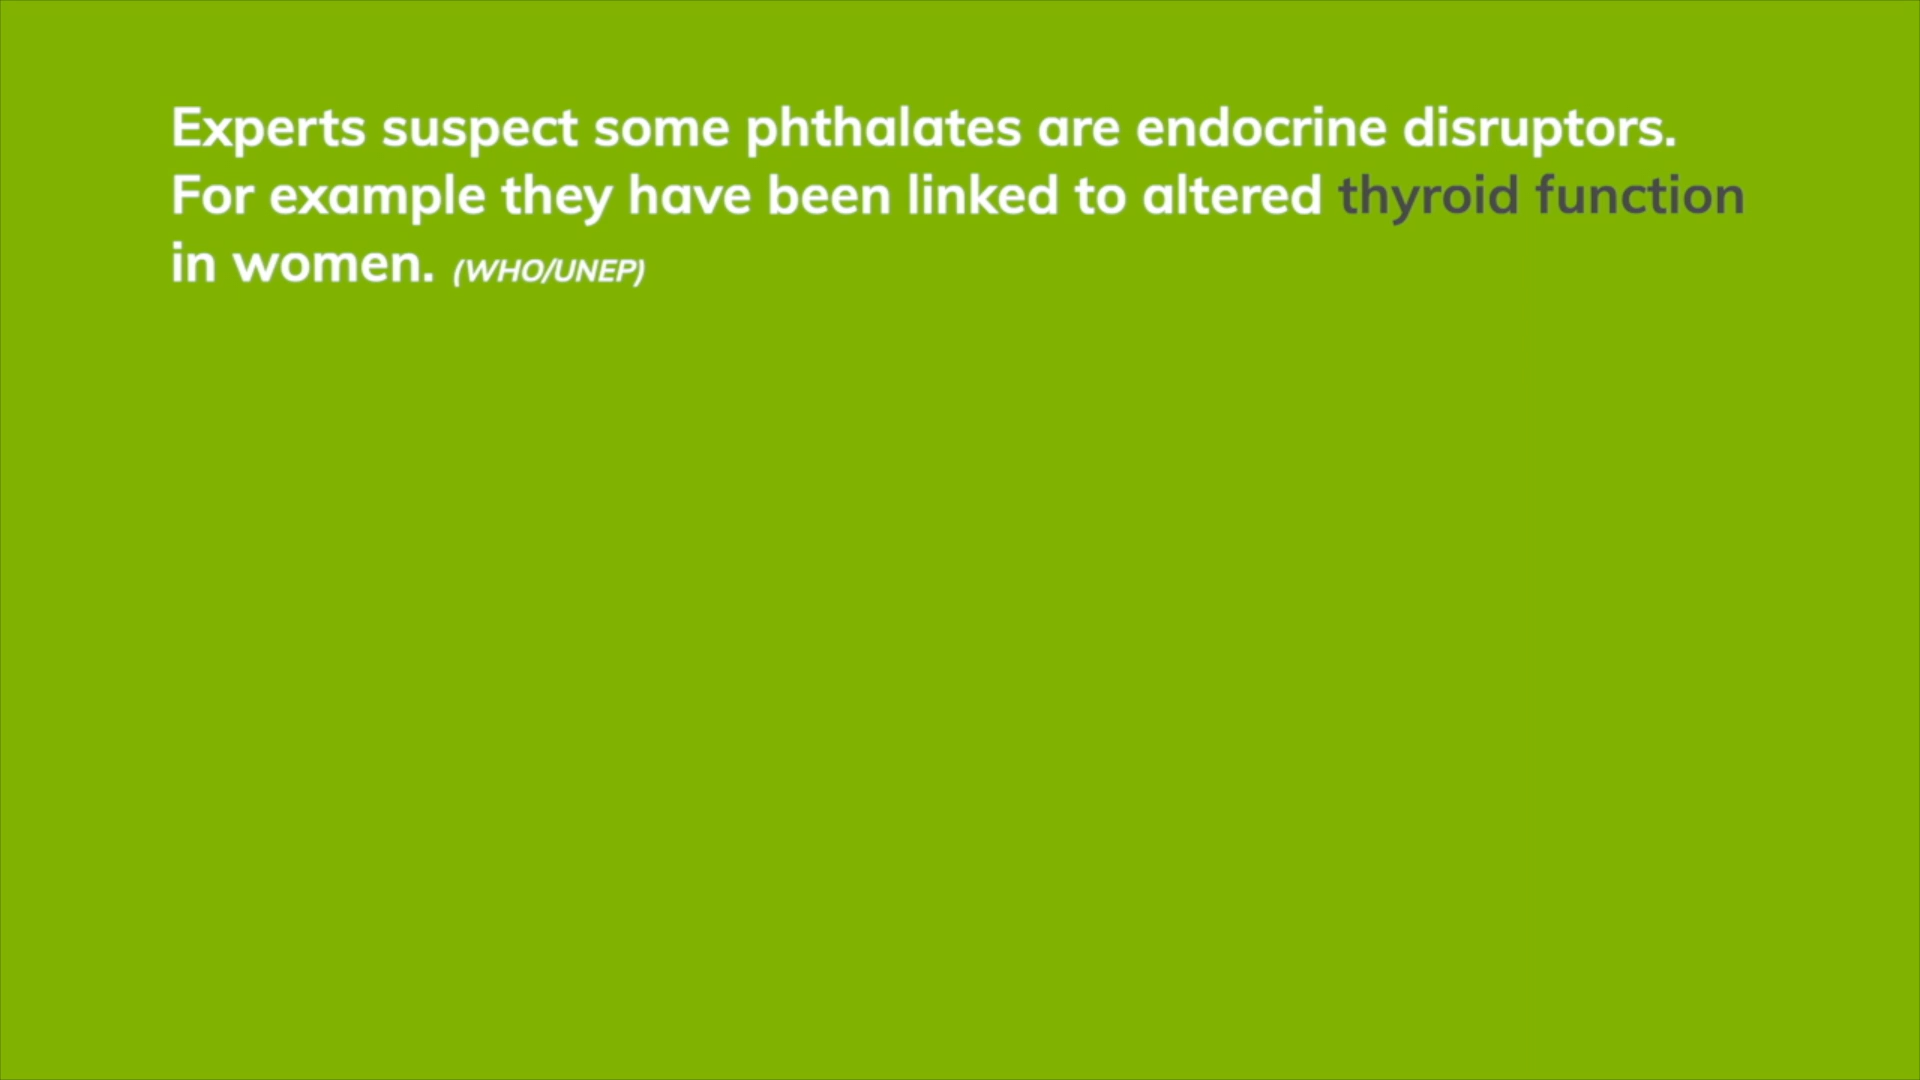 Experts suspect some phthalates are endocrine disruptors.
For example they have been linked to altered thyroid function
in women. (WHO/UNEP)